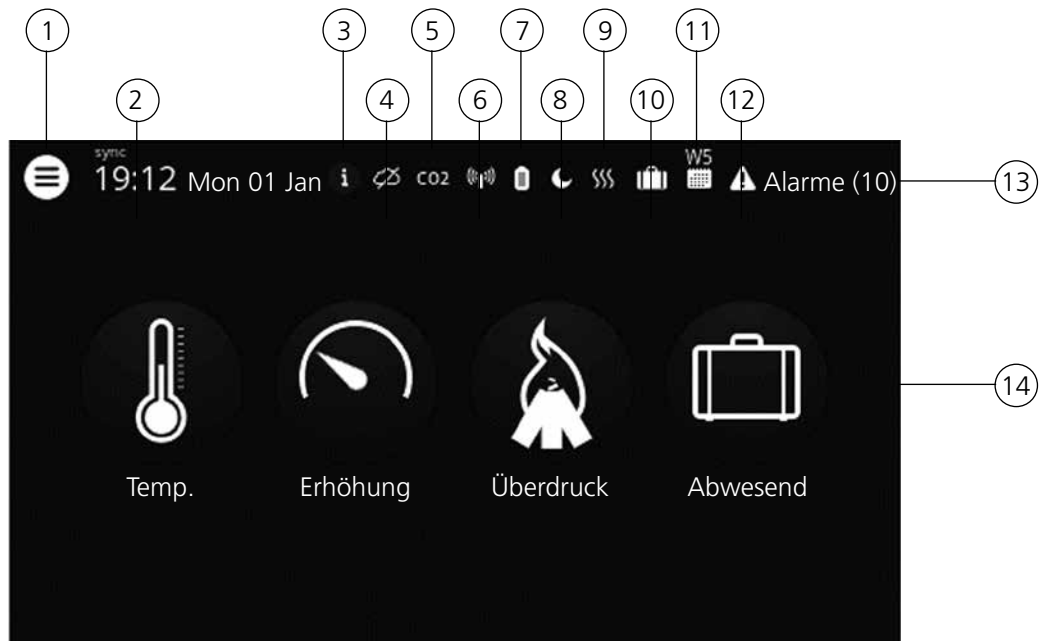 1 3 5 7 9 11
2 4 6 8 10 12
sync W5
19:12 Mon 01 Jan i CO2 Alarme (10) 13
14
Temp. Erhöhung Überdruck Abwesend